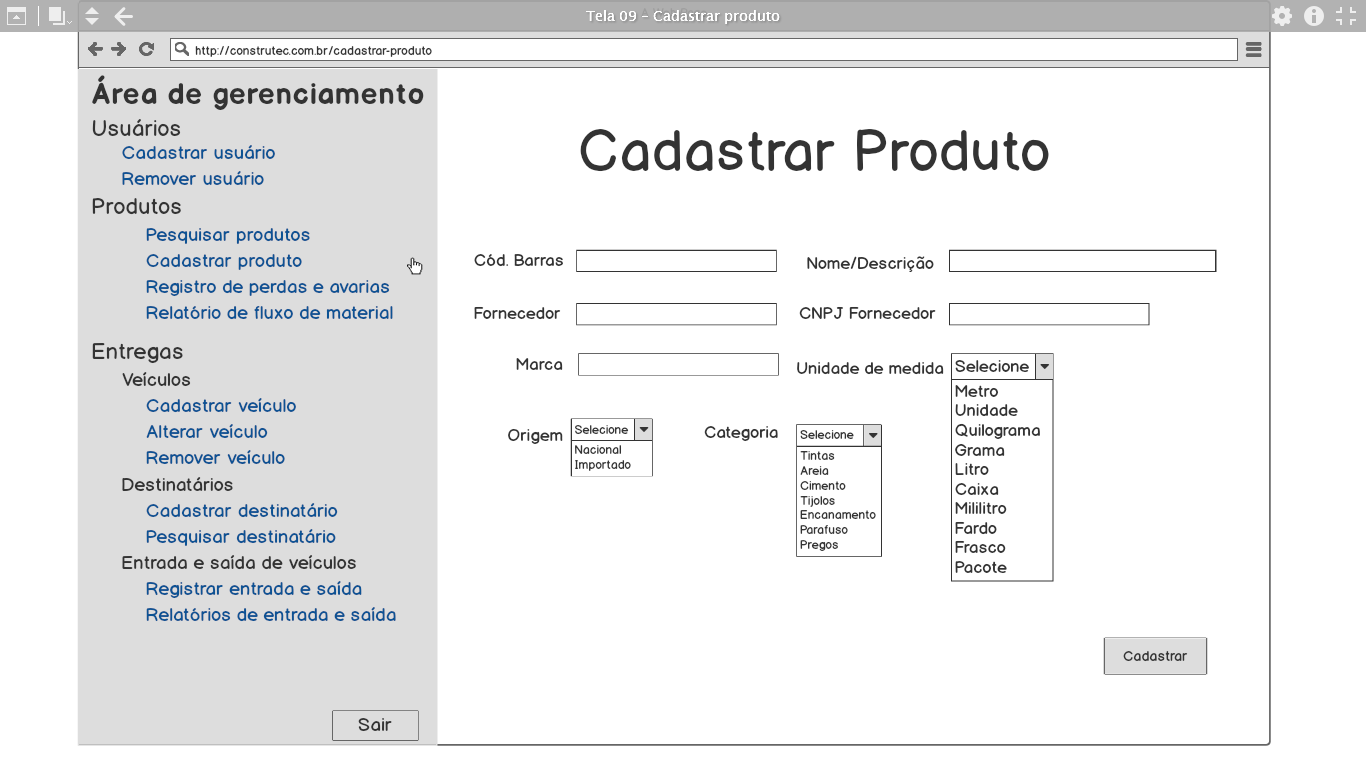 Tela 09 - Cadastrar produto
http://construtec.com.br/cadastrar-produto
Área de gerenciamento
Usuários
Cadastrar usuário
Remover usuário
Produtos
Pesquisar produtos
Cadastrar produto
Registro de perdas e avarias
Relatório de fluxo de material
Entregas
Veículos
Cadastrar veículo
Alterar veículo
Remover veículo
Destinatários
Cadastrar destinatário
Pesquisar destinatário
Entrada e saída de veículos
Registrar entrada e saída
Relatórios de entrada e saída
Sair
Cadastrar Produto
Cód. Barras
Nome/Descrição
Fornecedor
CNPJ Fornecedor
Marca
Unidade de medida
Selecione
Metro
Unidade
Quilograma
Grama
Litro
Caixa
Mililitro
Fardo
Frasco
Pacote
Origem
Selecione
Nacional
Importado
Categoria
Selecione
Tintas
Areia
Cimento
Tijolos
Encanamento
Parafuso
Pregos
Cadastrar